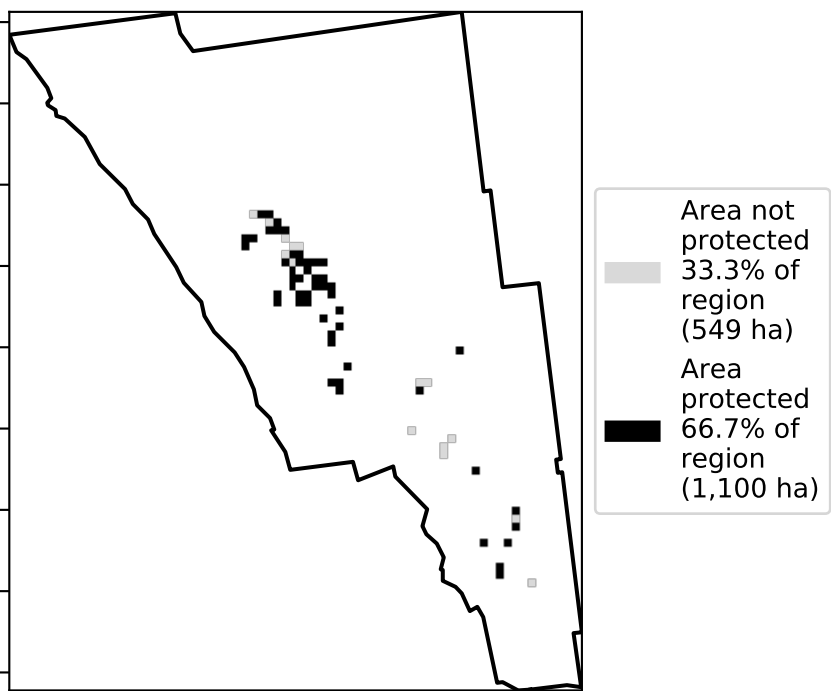 Area not
protected
33.3% of
region
(549 ha)
Area
protected
66.7% of
region
(1,100 ha)